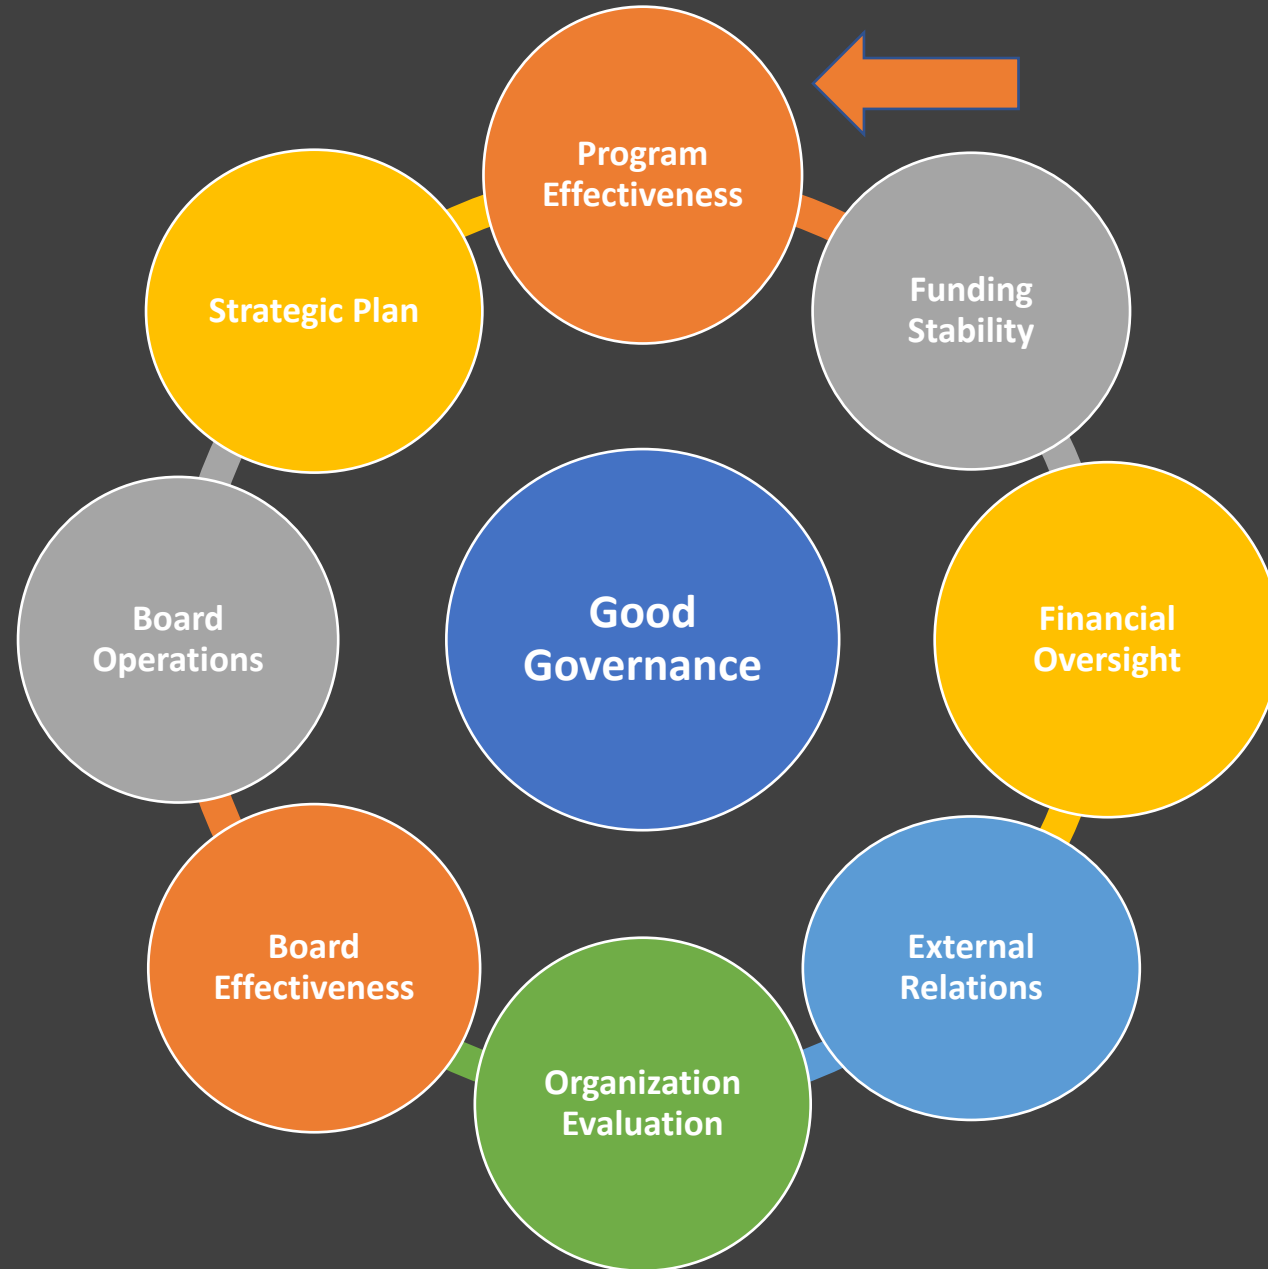 Program
Effectiveness
Funding
Stability
Financial
Oversight
External
Relations
Organization
Evaluation
Board
Effectiveness
Board
Operations
Strategic Plan
Good
Governance